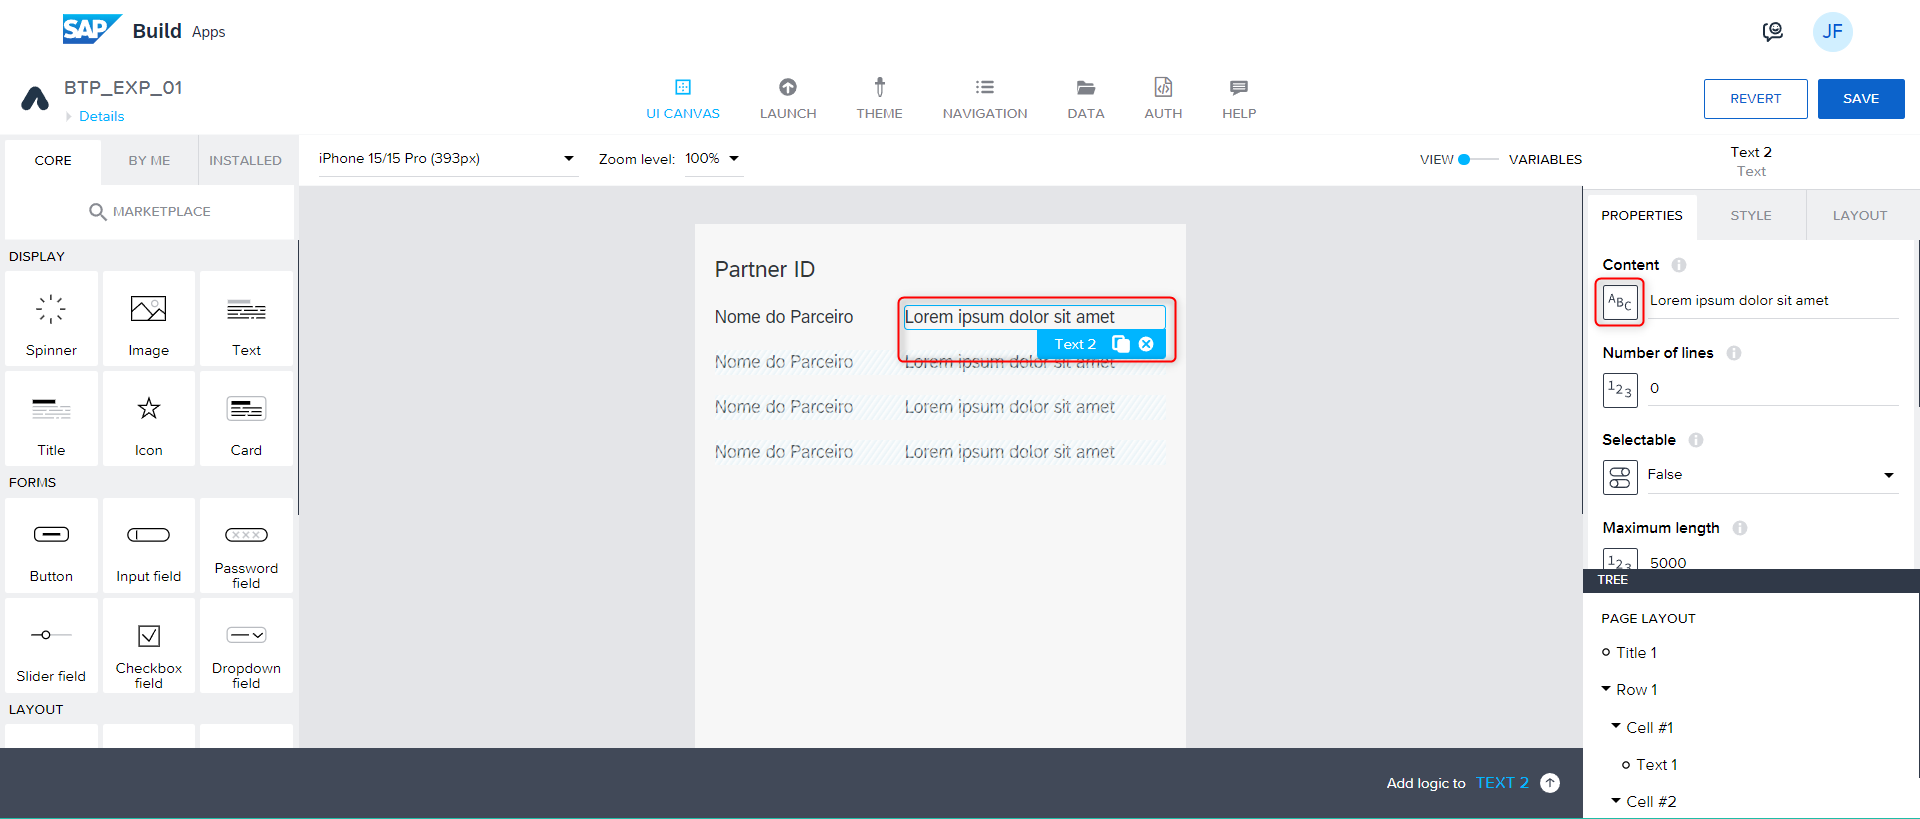 SAP Build Apps
JF
BTP_EXP_01
Details
UI CANVAS
LAUNCH
THEME
NAVIGATION
DATA
AUTH
HELP
REVERT
SAVE
CORE
BY ME
INSTALLED
iPhone 15/15 Pro (393px)
Zoom level: 100%
VIEW
VARIABLES
Text 2
Text
MARKETPLACE
PROPERTIES
STYLE
LAYOUT
DISPLAY
Spinner
Image
Text
Title
Icon
Card
FORMS
Button
Input field
Password
field
Slider field
Checkbox
field
Dropdown
field
LAYOUT
Partner ID
Nome do Parceiro Lorem ipsum dolor sit amet
Text 2
Nome do Parceiro Lorem ipsum dolor sit amet
Nome do Parceiro Lorem ipsum dolor sit amet
Nome do Parceiro Lorem ipsum dolor sit amet
Add logic to TEXT 2
Content
ABC Lorem ipsum dolor sit amet
Number of lines
123 0
Selectable
False
Maximum length
123 5000
TREE
PAGE LAYOUT
Title 1
Row 1
Cell #1
Text 1
Cell #2